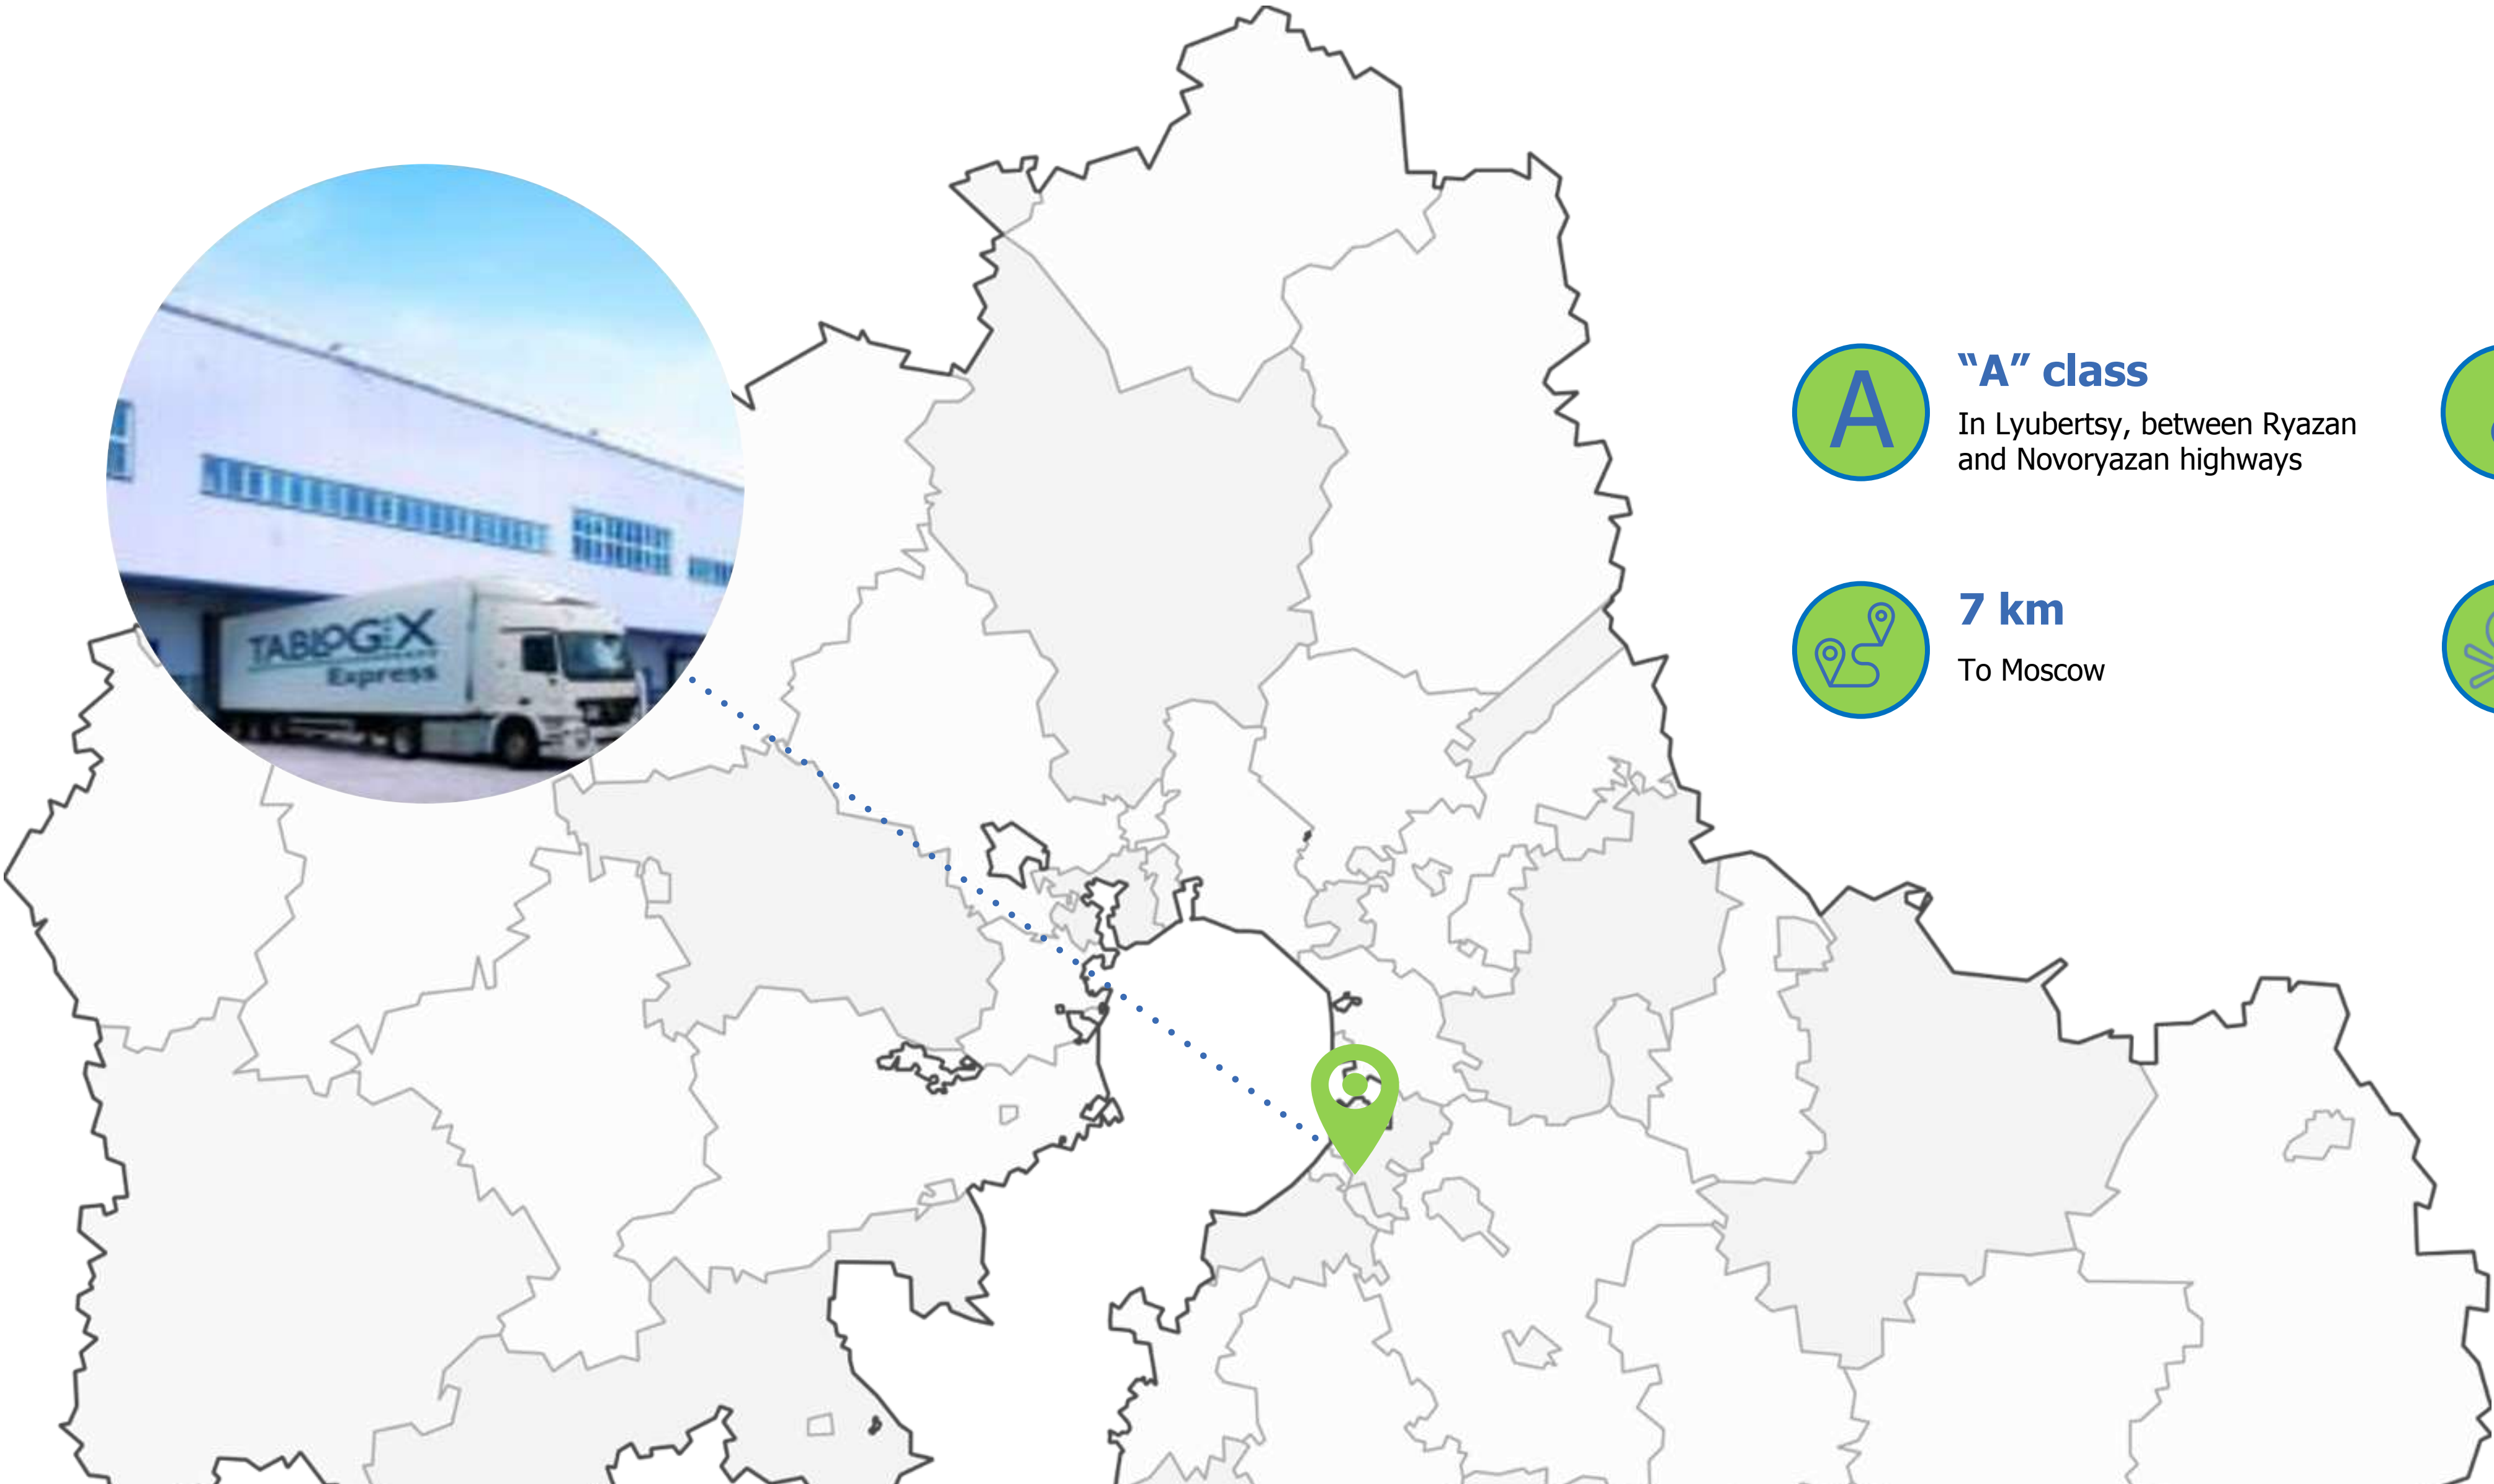 "A" class
A
In Lyubertsy, between Ryazan
and Novoryazan highways
7 km
To Moscow
TABLOGIX
Express